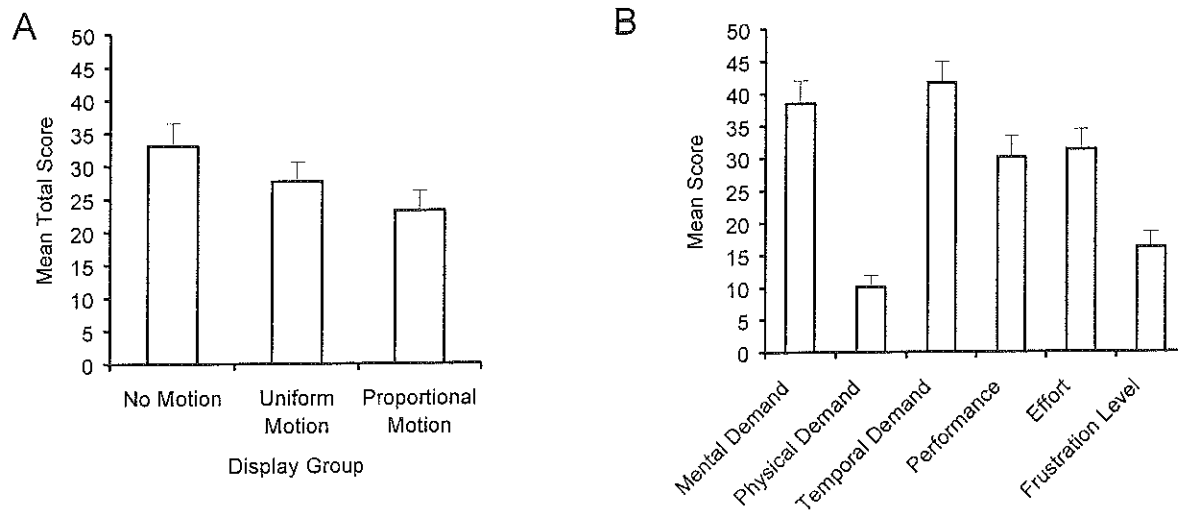 A
Mean Total Score
50
45
40
35
30
25
20
15
10
5
0
No Motion
Uniform
Motion
Proportional
Motion
Display Group
B
Mean Score
50
45
40
35
30
25
20
15
10
5
0
Mental Demand
Physical Demand
Temporal Demand
Performance
Effort
Frustration Level